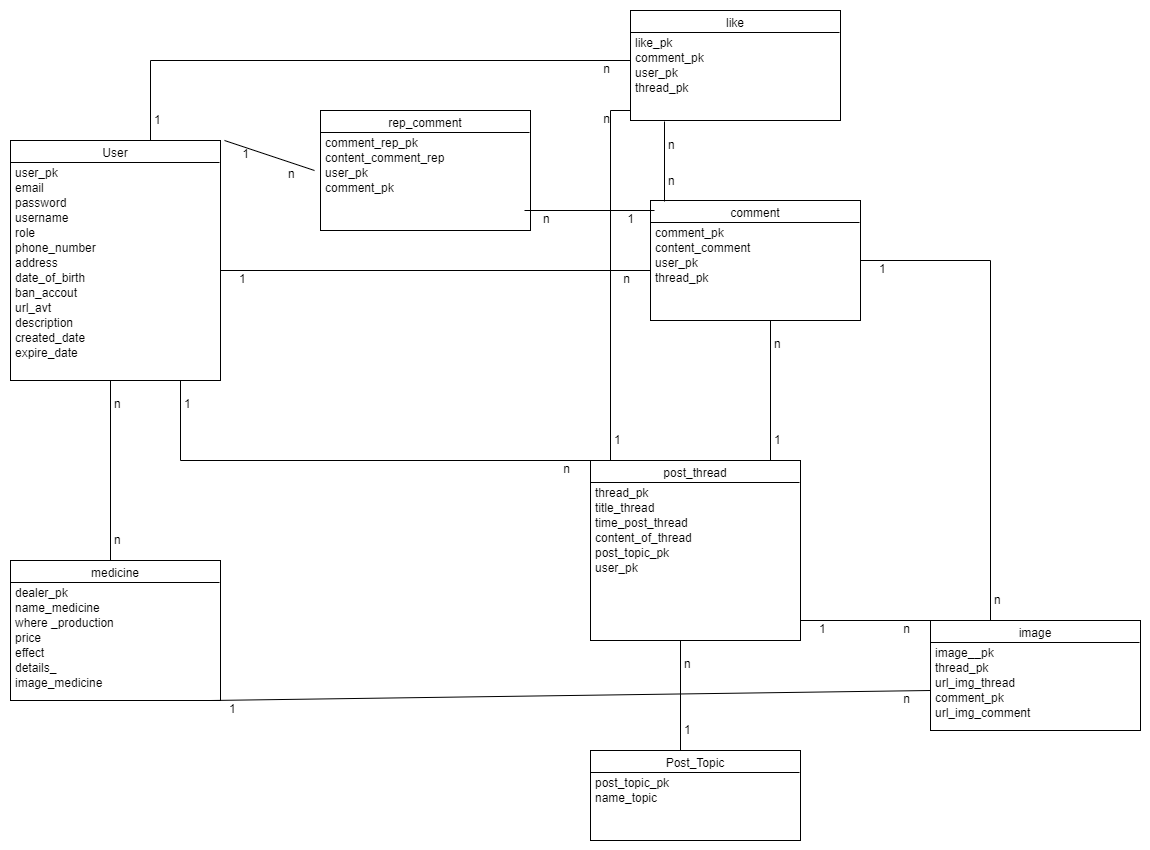 like
like_pk
comment_pk
user_pk
thread_pk
n
1
n
rep_comment
comment_rep_pk
content_comment_rep
user_pk
comment_pk
n
n
1
n
User
user_pk
email
password
username
role
phone_number
address
date_of_birth
ban_accout
url_avt
description
created_date
expire_date
n
1
comment
comment_pk
content_comment
user_pk
thread_pk
1
n
1
n
n
1
1
1
n
post_thread
thread_pk
title_thread
time_post_thread
content_of_thread
post_topic_pk
user_pk
n
medicine
dealer_pk
name_medicine
where _production
price
effect
details_
image_medicine
n
1
n
image
image__pk
thread_pk
url_img_thread
comment_pk
url_img_comment
n
1
n
1
Post_Topic
post_topic_pk
name_topic